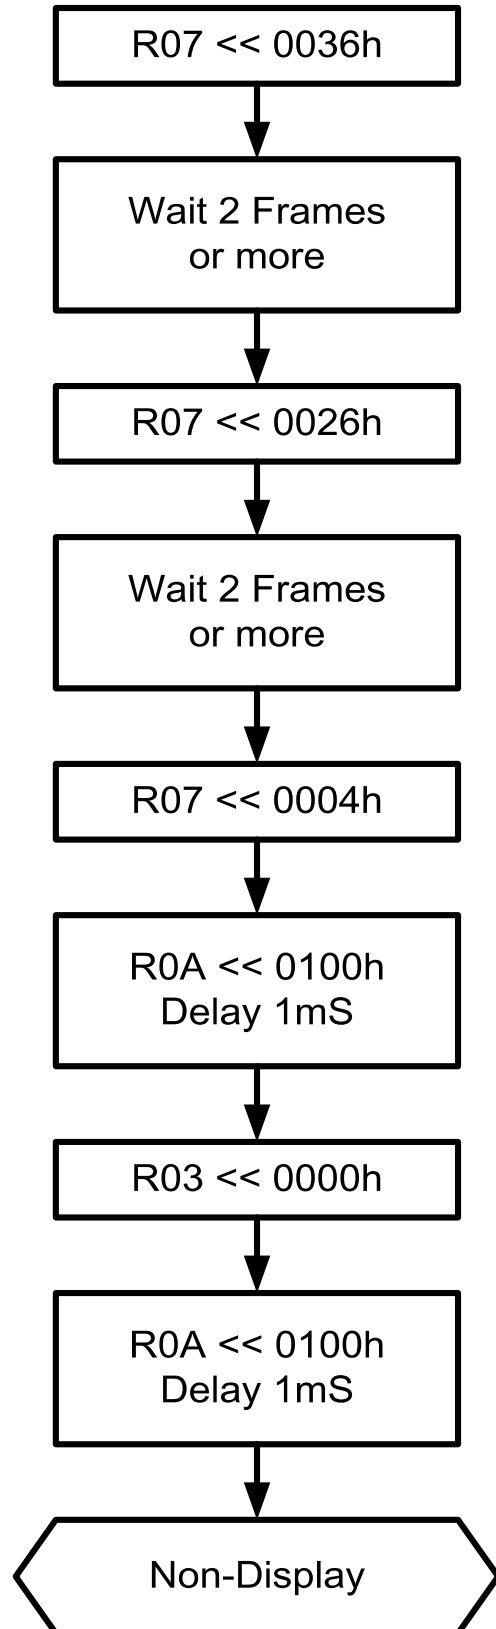 R07 << 0036h
Wait 2 Frames
or more
R07 << 0026h
Wait 2 Frames
or more
R07 << 0004h
R0A << 0100h
Delay 1mS
R03 << 0000h
R0A << 0100h
Delay 1mS
Non-Display